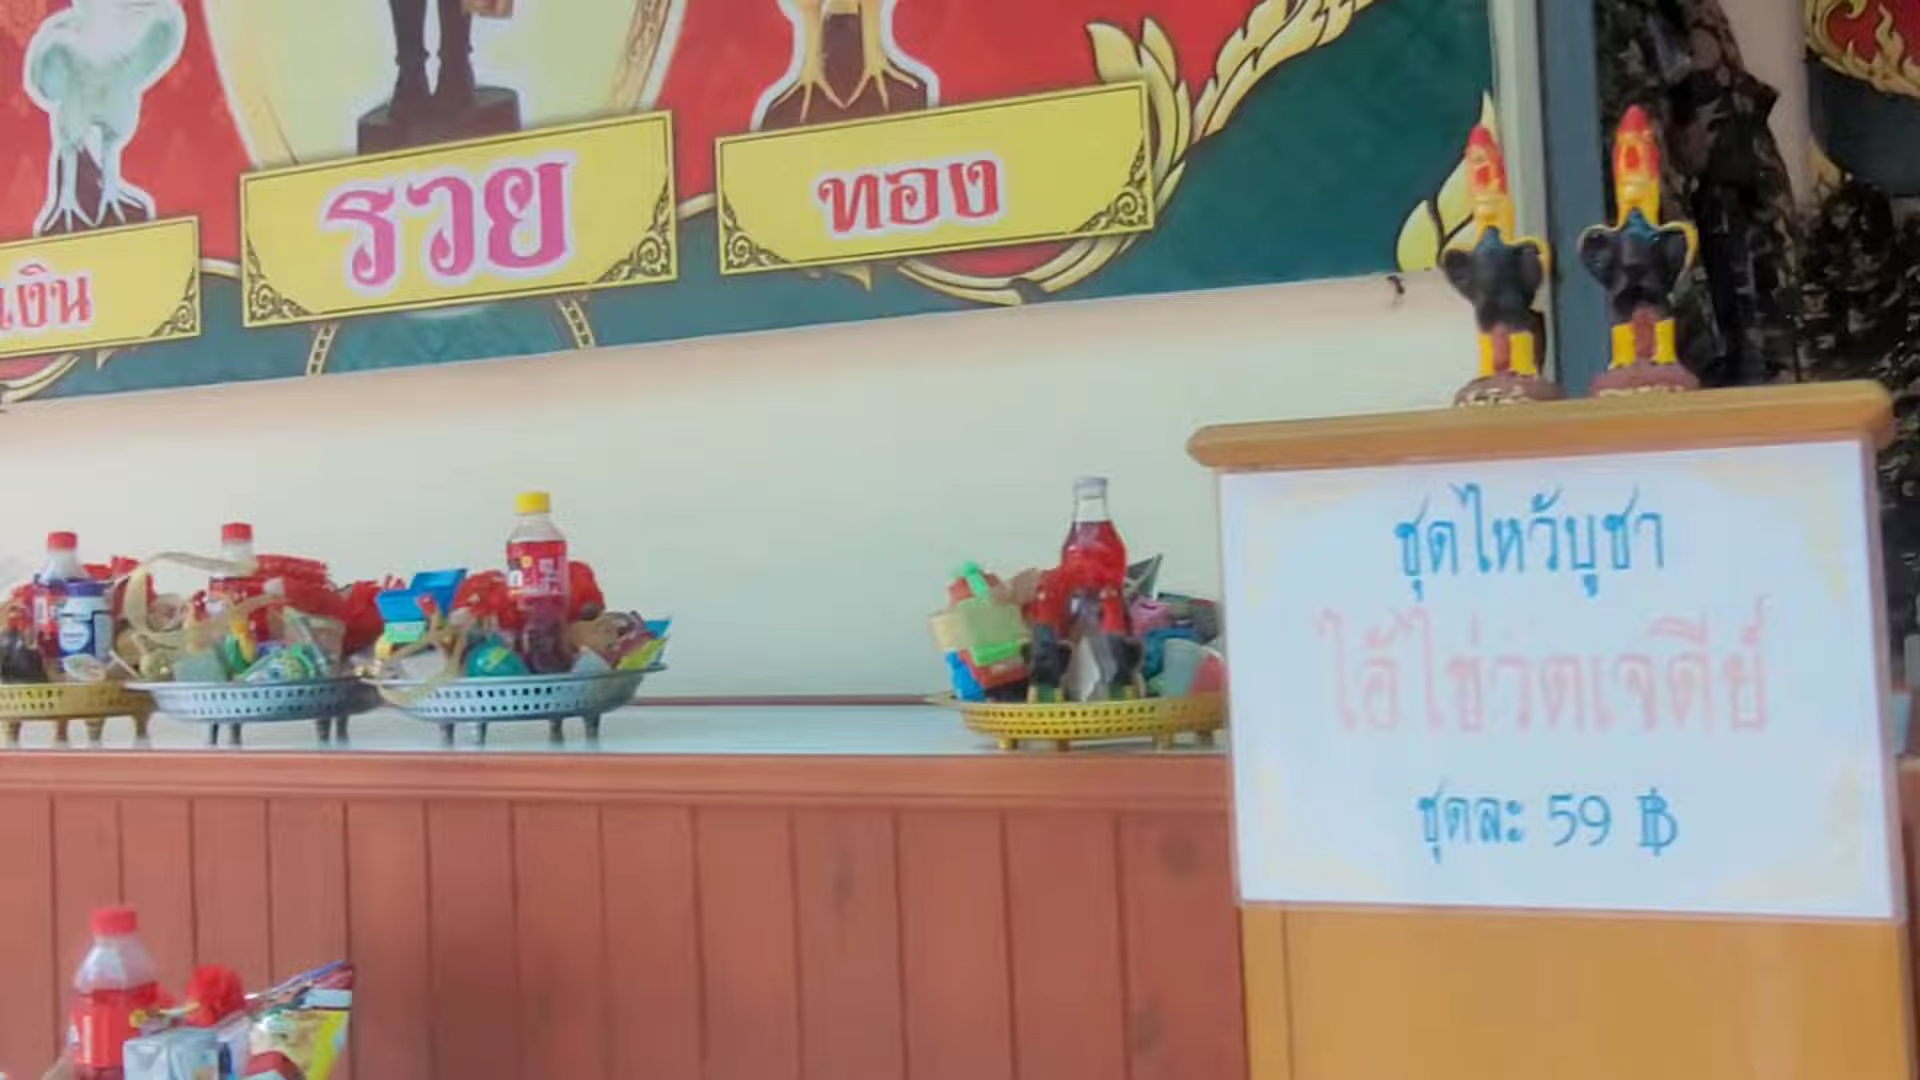 เงิน
รวย
ทอง
ชุดไหว้บูชา
ไอ้ไข่วัดเจดีย์
ชุดละ 59 ฿